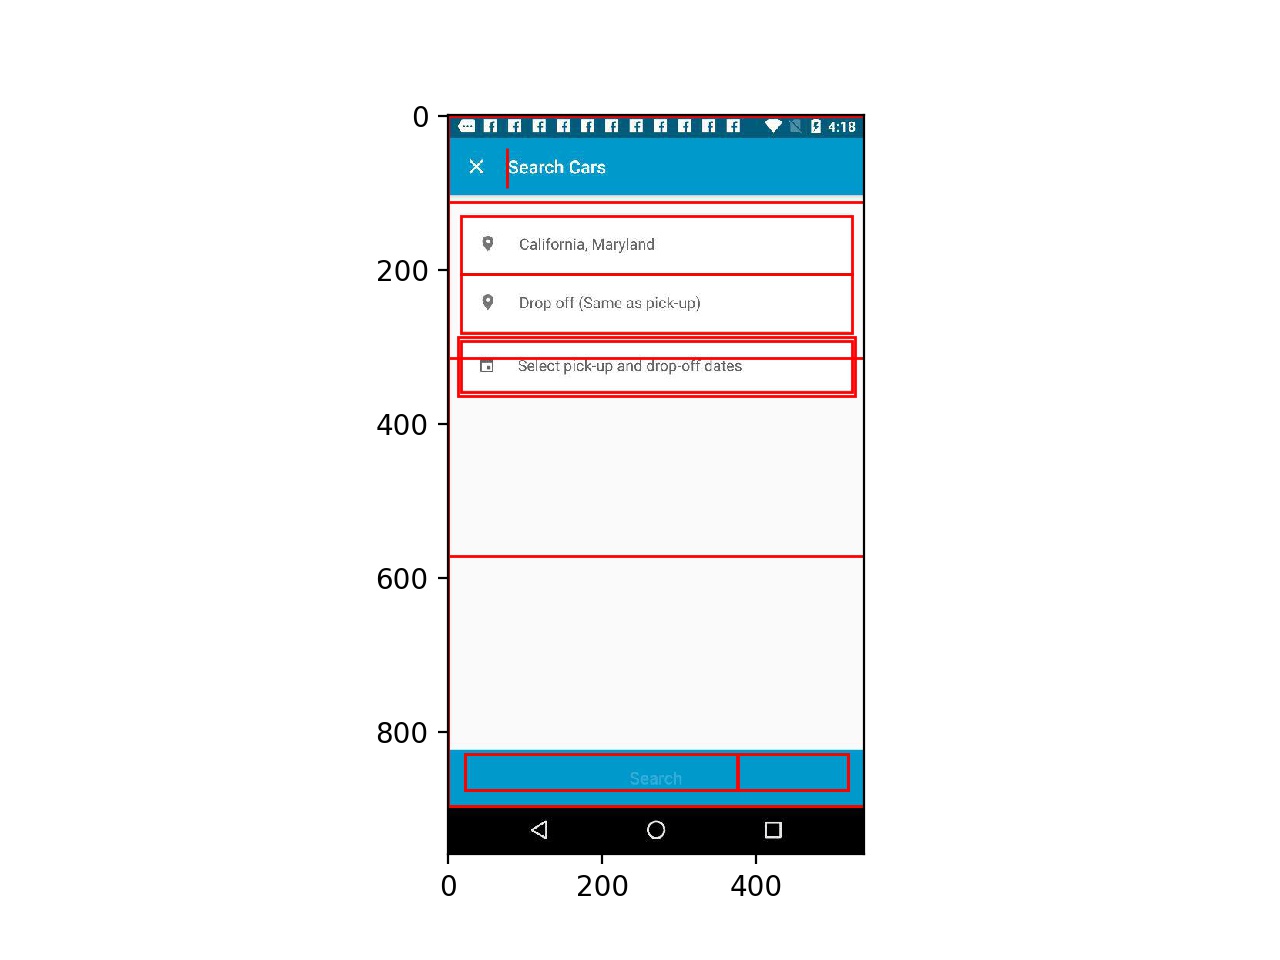 0
4:18
Search Cars
California, Maryland
200
Drop off (Same as pick-up)
Select pick-up and drop-off dates
400
600
800
Search
0 200 400